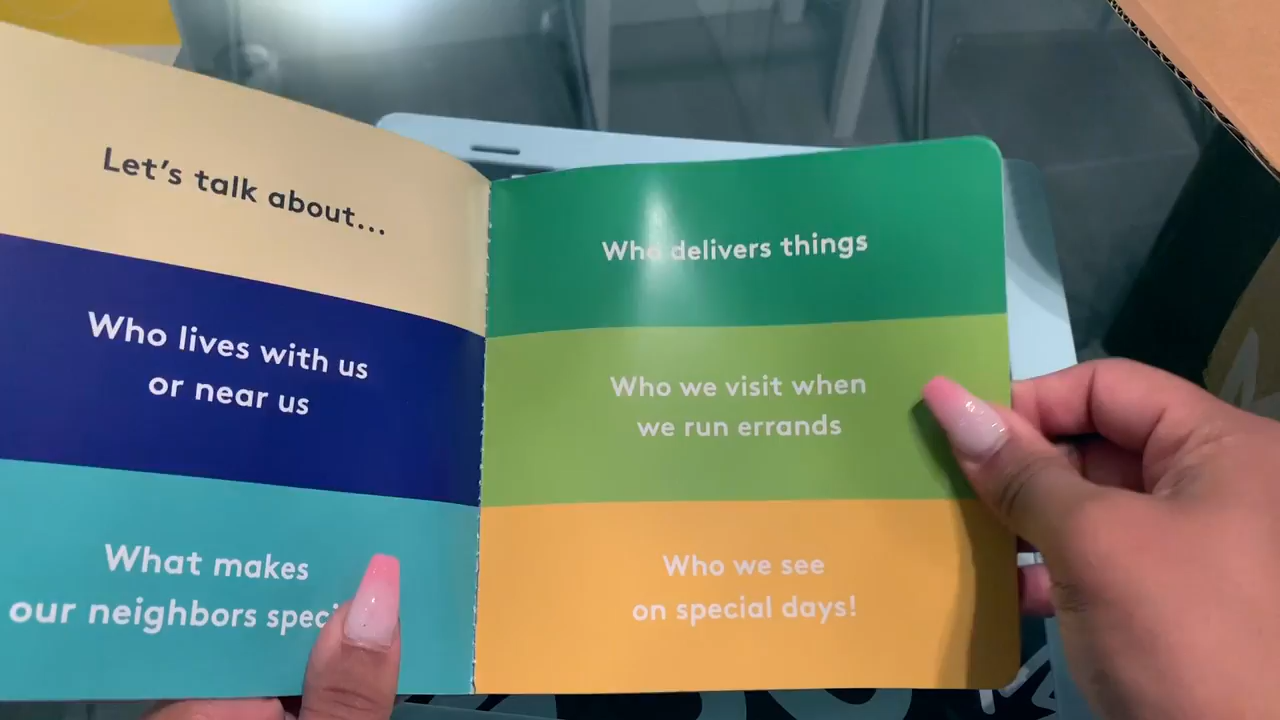 Let's talk about...
Who lives with us
or near us
What makes
our neighbors
Who delivers things
Who we visit when
we run errands
Who we see
on special days!